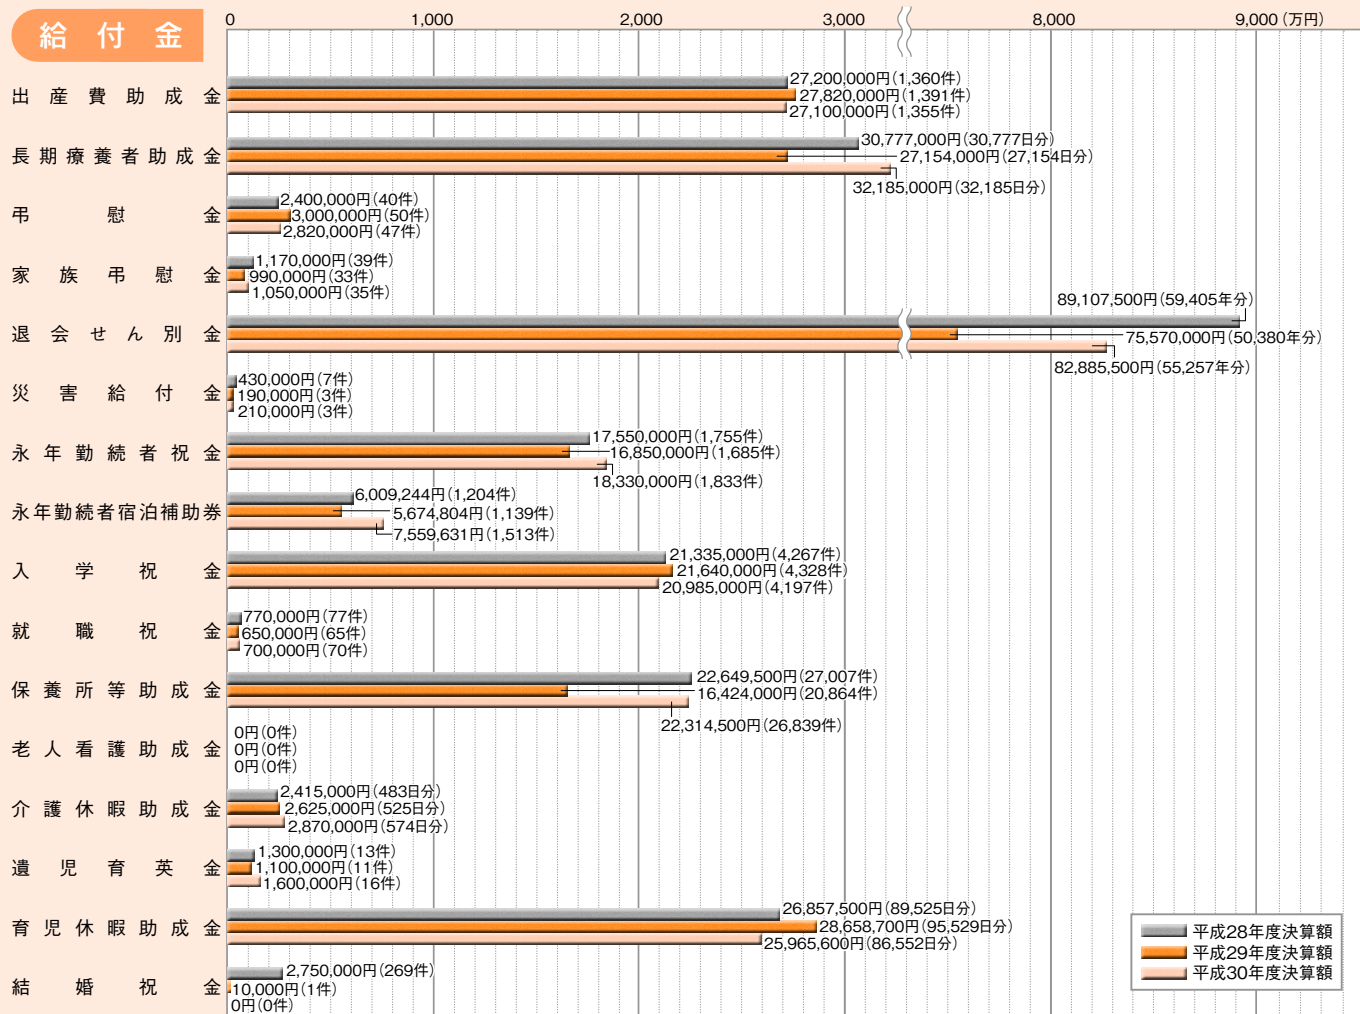 給付金
0 1,000 2,000 3,000 8,000 9,000（万円）
出産費助成金
27,200,000円（1,360件）
27,820,000円（1,391件）
27,100,000円（1,355件）
長期療養者助成金
30,777,000円（30,777日分）
27,154,000円（27,154日分）
32,185,000円（32,185日分）
弔慰金
2,400,000円（40件）
3,000,000円（50件）
2,820,000円（47件）
家族弔慰金
1,170,000円（39件）
990,000円（33件）
1,050,000円（35件）
退会せん別金
89,107,500円（59,405年分）
75,570,000円（50,380年分）
82,885,500円（55,257年分）
災害給付金
430,000円（7件）
190,000円（3件）
210,000円（3件）
永年勤続者祝金
17,550,000円（1,755件）
16,850,000円（1,685件）
18,330,000円（1,833件）
永年勤続者宿泊補助券
6,009,244円（1,204件）
5,674,804円（1,139件）
7,559,631円（1,513件）
入学祝金
21,335,000円（4,267件）
21,640,000円（4,328件）
20,985,000円（4,197件）
就職祝金
770,000円（77件）
650,000円（65件）
700,000円（70件）
保養所等助成金
22,649,500円（27,007件）
16,424,000円（20,864件）
22,314,500円（26,839件）
老人看護助成金
0円（0件）
0円（0件）
0円（0件）
介護休暇助成金
2,415,000円（483日分）
2,625,000円（525日分）
2,870,000円（574日分）
遺児育英金
1,300,000円（13件）
1,100,000円（11件）
1,600,000円（16件）
育児休暇助成金
26,857,500円（89,525日分）
28,658,700円（95,529日分）
25,965,600円（86,552日分）
結婚祝金
2,750,000円（269件）
10,000円（1件）
0円（0件）
平成28年度決算額
平成29年度決算額
平成30年度決算額